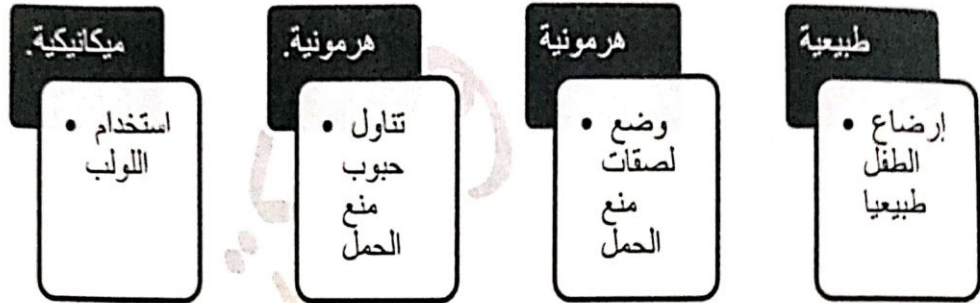 طبيعية
• إرضاع
الطفل
طبيعيا
هرمونية
• وضع
لصقات
منع
الحمل
هرمونية.
• تناول
حبوب
منع
الحمل
ميكانيكية.
• استخدام
اللولب